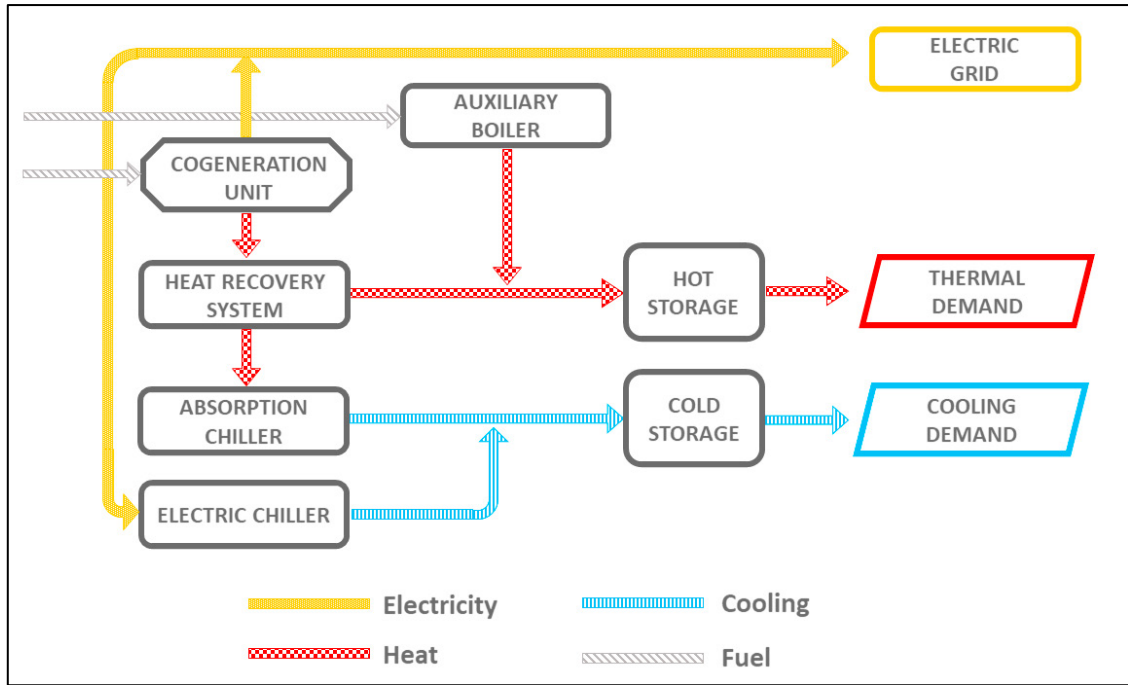 ELECTRIC
GRID
AUXILIARY
BOILER
COGENERATION
UNIT
HEAT RECOVERY
SYSTEM
HOT
STORAGE
THERMAL
DEMAND
ABSORPTION
CHILLER
COLD
STORAGE
COOLING
DEMAND
ELECTRIC CHILLER
Electricity
Cooling
Heat
Fuel